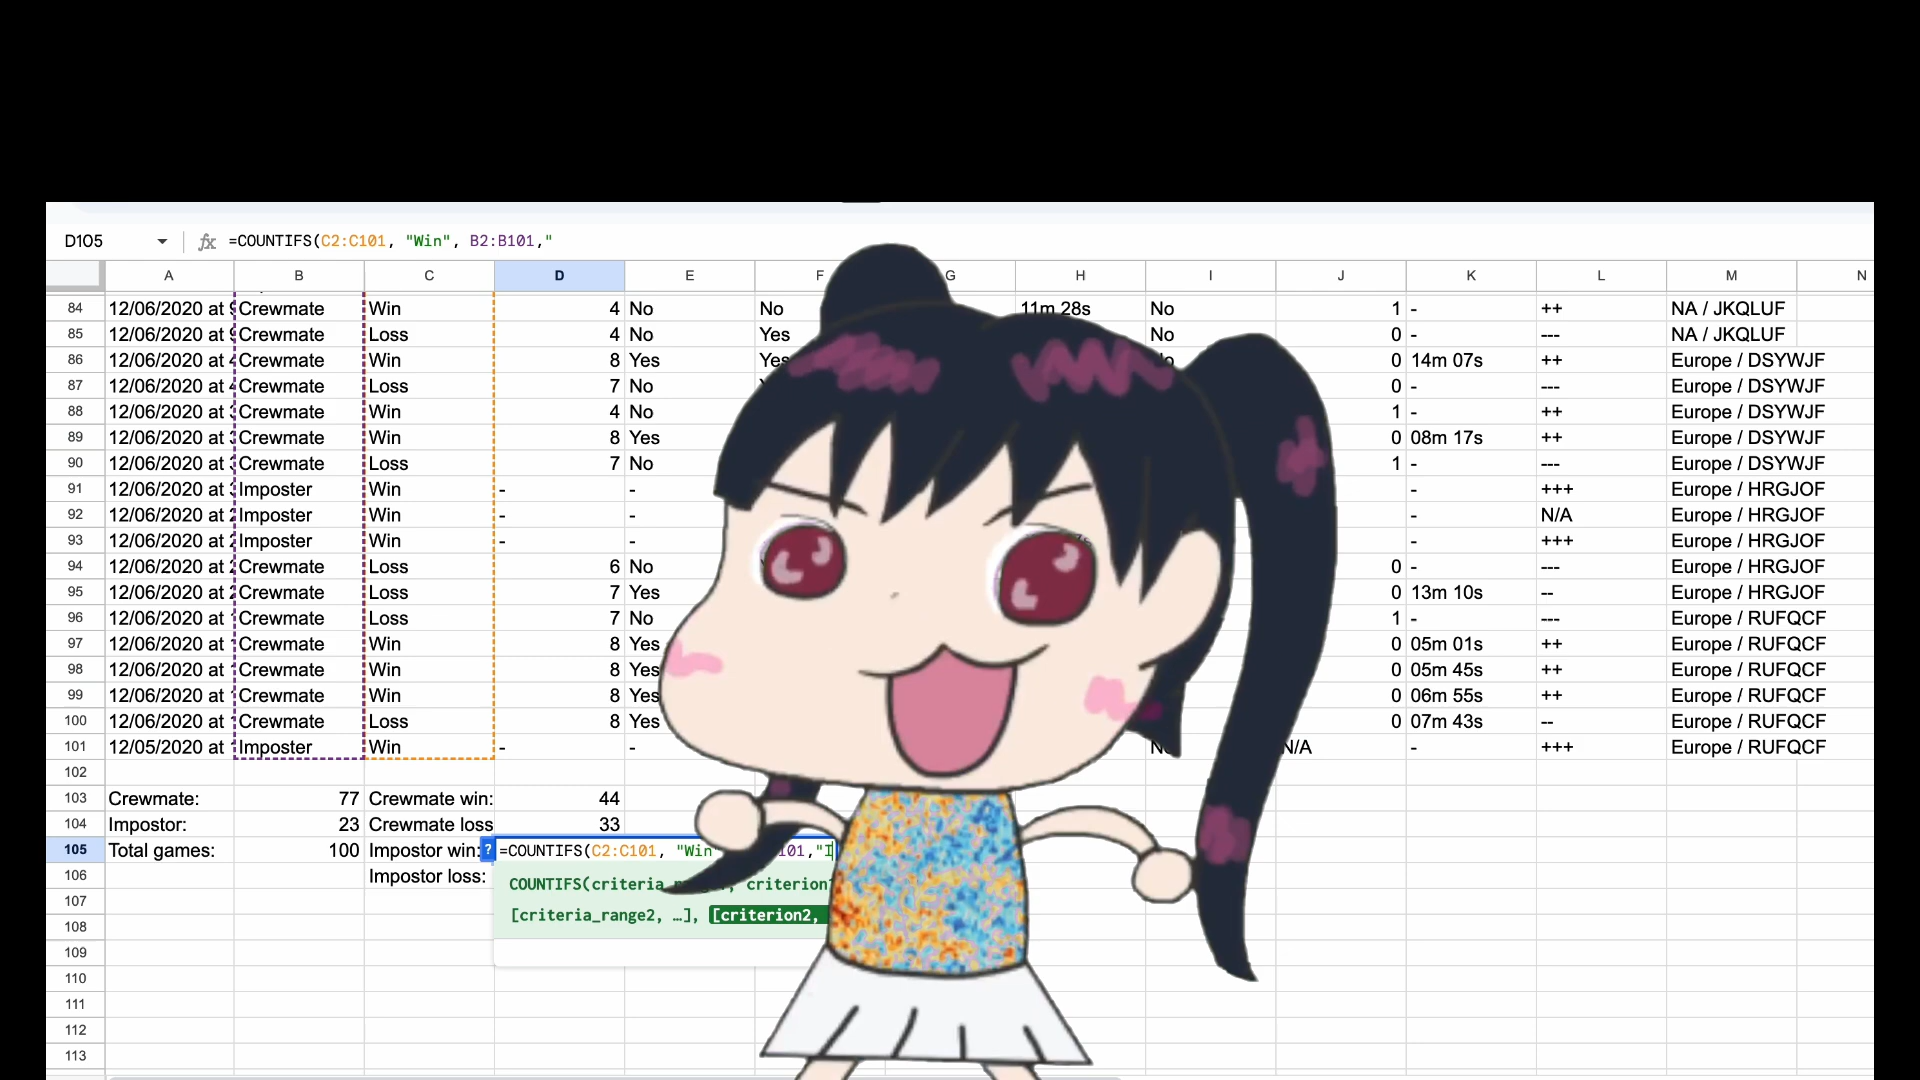 D105 fx =COUNTIFS(C2:C101, "Win", B2:B101,"
A B C D E F G H I J K L M N
84 12/06/2020 at Crewmate Win 4 No No 11m 28s No 1 - ++ NA / JKQLUF
85 12/06/2020 at Crewmate Loss 4 No Yes No 0 - --- NA / JKQLUF
86 12/06/2020 at Crewmate Win 8 Yes Yes 0 14m 07s ++ Europe / DSYWJF
87 12/06/2020 at Crewmate Loss 7 No 0 - --- Europe / DSYWJF
88 12/06/2020 at Crewmate Win 4 No 1 - ++ Europe / DSYWJF
89 12/06/2020 at Crewmate Win 8 Yes 0 08m 17s ++ Europe / DSYWJF
90 12/06/2020 at Crewmate Loss 7 No 1 - --- Europe / DSYWJF
91 12/06/2020 at Imposter Win - - - +++ Europe / HRGJOF
92 12/06/2020 at Imposter Win - - - N/A Europe / HRGJOF
93 12/06/2020 at Imposter Win - - - +++ Europe / HRGJOF
94 12/06/2020 at Crewmate Loss 6 No 0 - --- Europe / HRGJOF
95 12/06/2020 at Crewmate Loss 7 Yes 0 13m 10s -- Europe / HRGJOF
96 12/06/2020 at Crewmate Loss 7 No 1 - --- Europe / RUFQCF
97 12/06/2020 at Crewmate Win 8 Yes 0 05m 01s ++ Europe / RUFQCF
98 12/06/2020 at Crewmate Win 8 Yes 0 05m 45s ++ Europe / RUFQCF
99 12/06/2020 at Crewmate Win 8 Yes 0 06m 55s ++ Europe / RUFQCF
100 12/06/2020 at Crewmate Loss 8 Yes 0 07m 43s -- Europe / RUFQCF
101 12/05/2020 at Imposter Win - - No N/A - +++ Europe / RUFQCF
102
103 Crewmate: 77 Crewmate win: 44
104 Impostor: 23 Crewmate loss 33
105 Total games: 100 Impostor win: ? =COUNTIFS(C2:C101, "Win 101,"I
106 Impostor loss: COUNTIFS(criteria_ criterion
107 [criteria_range2, …], [criterion2,
108
109
110
111
112
113